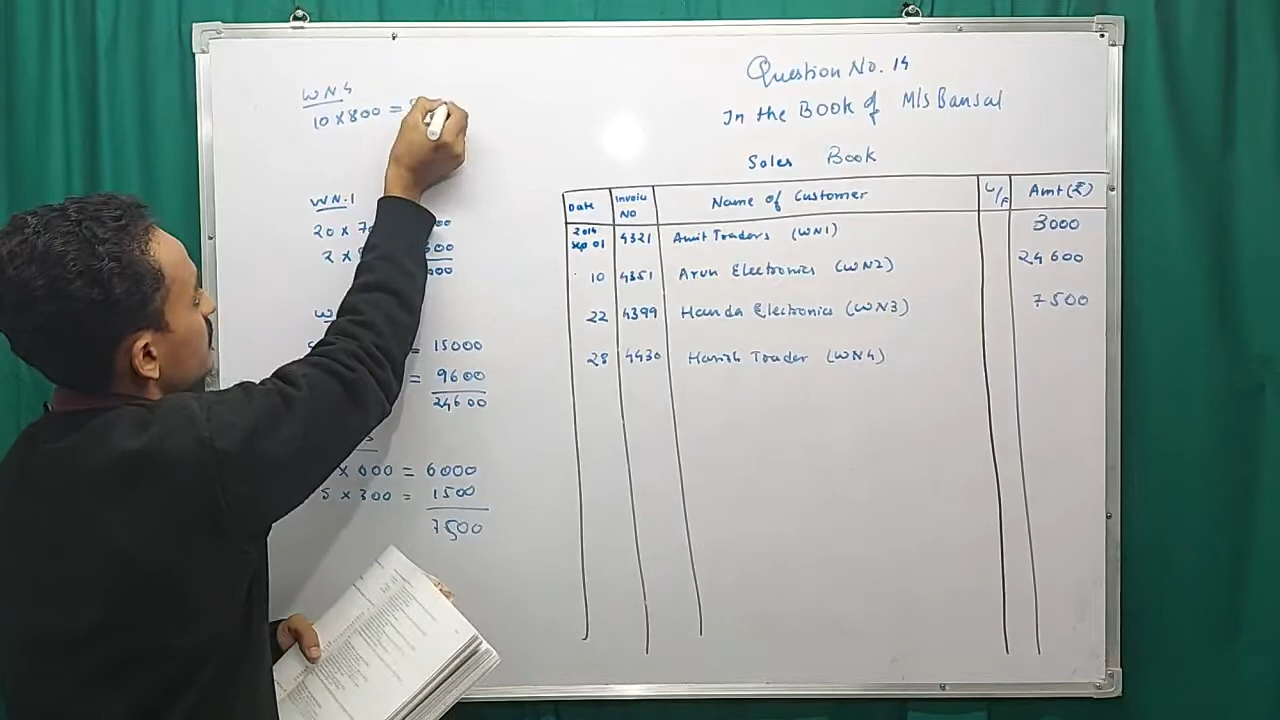 WN.4
10 × 800 =
WN.1
20 × 7
2 ×
000
15000
= 9600
24600
× 600 = 6000
5 × 300 = 1500
7500
Question No. 14
In the Book of M/s Bansal
Sales Book
Date Invoice No Name of Customer L/F Amt (₹)
2014 Sep 01 4321 Amit Traders (WN1) 3000
10 4351 Arun Electronics (WN2) 24600
22 4399 Handa Electronics (WN3) 7500
28 4430 Harish Trader (WN4)